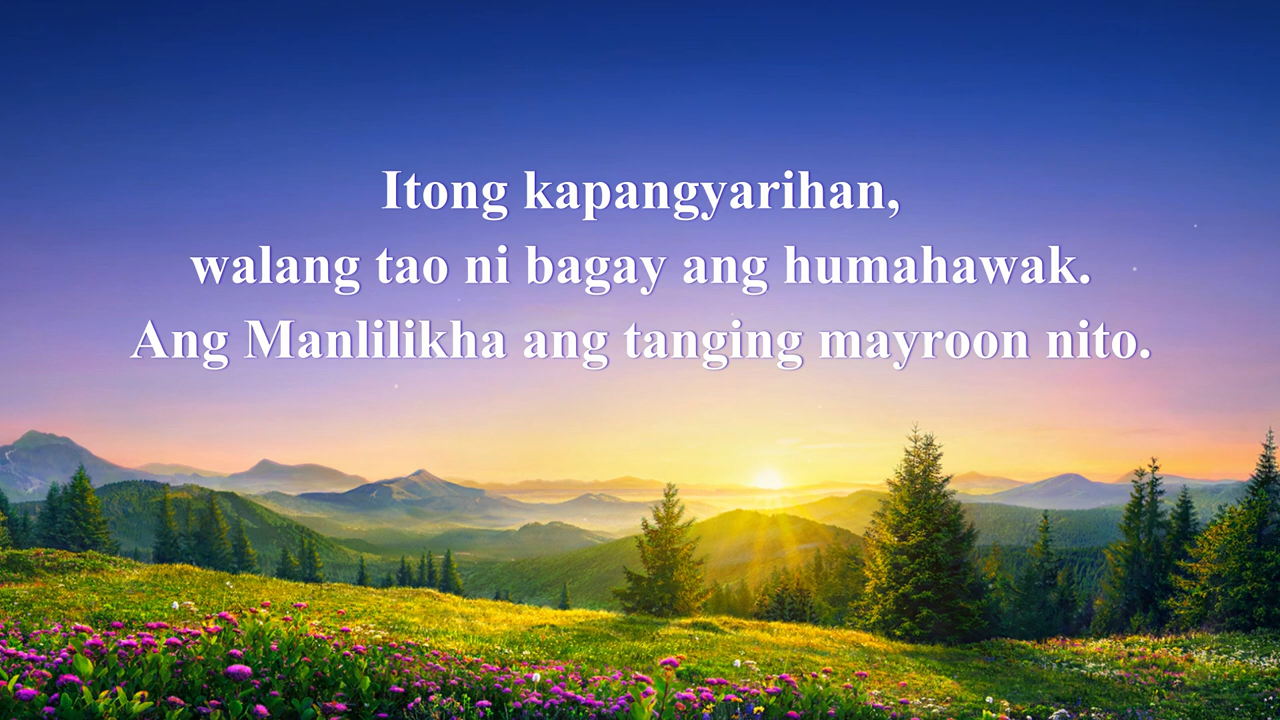 Itong kapangyarihan,
walang tao ni bagay ang humahawak.
Ang Manlilikha ang tanging mayroon nito.